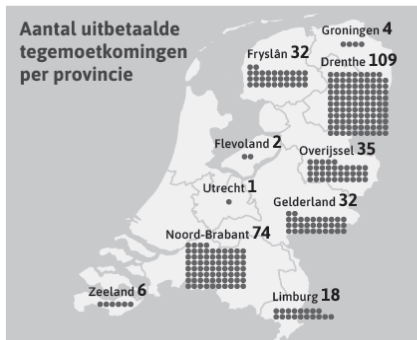 Aantal uitbetaalde
tegemoetkomingen
per provincie
Groningen 4
Fryslân 32
Drenthe 109
Flevoland 2
Overijssel 35
Utrecht 1
Gelderland 32
Noord-Brabant 74
Zeeland 6
Limburg 18